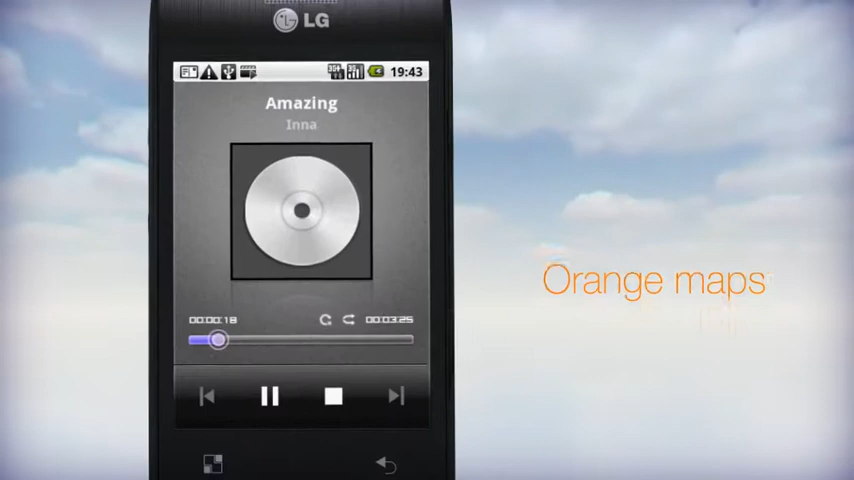 LG
19:43
Amazing
Inna
00:00:18
00:03:25
Orange maps